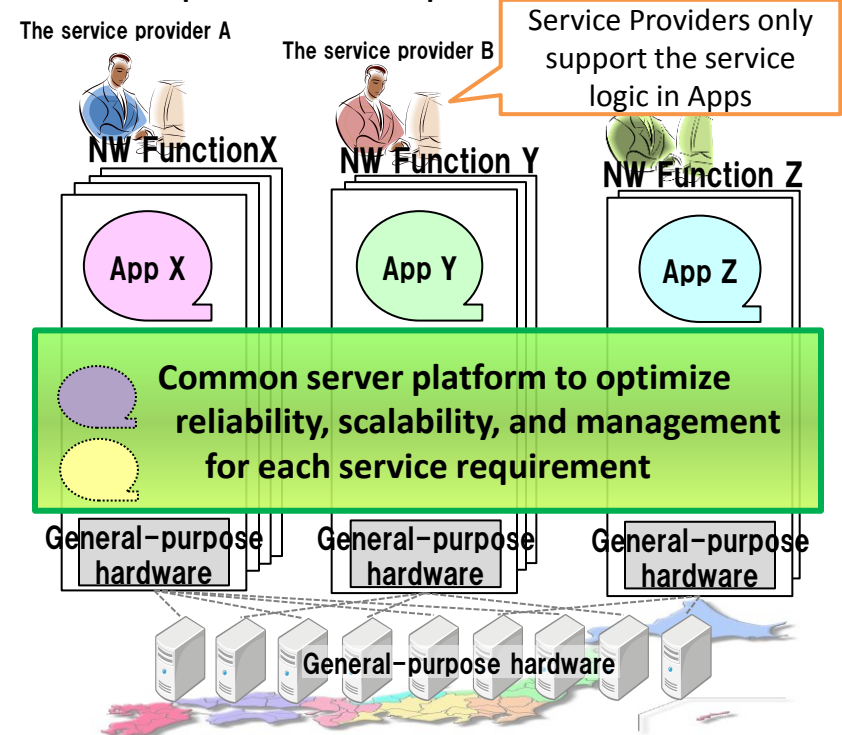 The service provider A
The service provider B
Service Providers only
support the service
logic in Apps
NW FunctionX
NW Function Y
NW Function Z
App X
App Y
App Z
Common server platform to optimize
reliability, scalability, and management
for each service requirement
General-purpose
hardware
General-purpose
hardware
General-purpose
hardware
General-purpose hardware